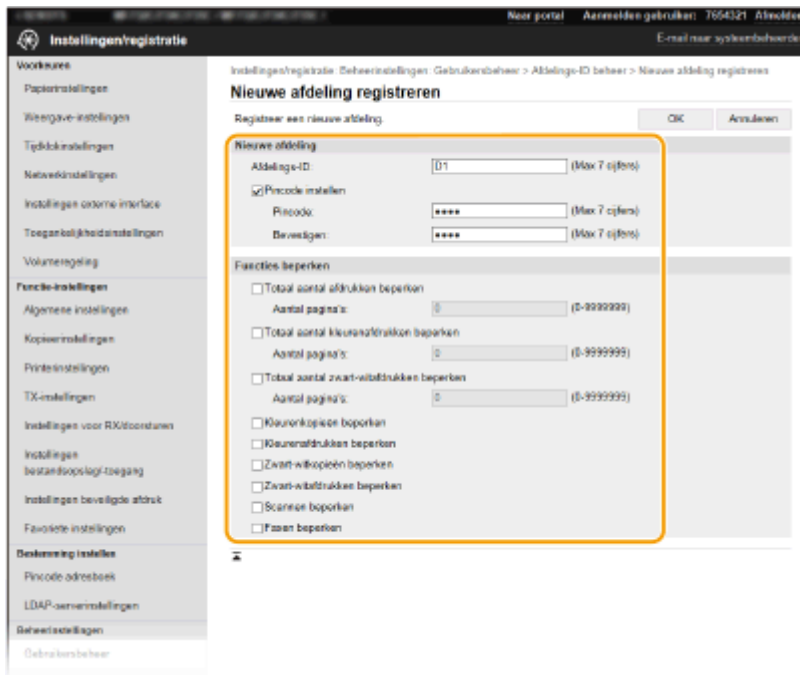 Naar portal Aanmelden gebruiker: 7654321 Afmelden
Instellingen/registratie
E-mail naar systeembeheerder
Voorkeuren
Papierinstellingen
Weergave-instellingen
Tijdklokinstellingen
Netwerkinstellingen
Instellingen externe interface
Toegankelijkheidsinstellingen
Volumeregeling
Functie-instellingen
Algemene instellingen
Kopieerinstellingen
Printerinstellingen
TX-instellingen
Instellingen voor RX/doorsturen
Instellingen
bestandsopslag/-toegang
Instellingen beveiligde afdruk
Favoriete instellingen
Bestemming instellen
Pincode adresboek
LDAP-serverinstellingen
Beheerinstellingen
Gebruikersbeheer
Instellingen/registratie: Beheerinstellingen: Gebruikersbeheer > Afdelings-ID beheer > Nieuwe afdeling registreren
Nieuwe afdeling registreren
Registreer een nieuwe afdeling.
OK Annuleren
Nieuwe afdeling
Afdelings-ID: 01 (Max 7 cijfers)
Pincode instellen
Pincode: •••• (Max 7 cijfers)
Bevestigen: •••• (Max 7 cijfers)
Functies beperken
Totaal aantal afdrukken beperken
Aantal pagina's: 0 (0-9999999)
Totaal aantal kleurenafdrukken beperken
Aantal pagina's: 0 (0-9999999)
Totaal aantal zwart-witafdrukken beperken
Aantal pagina's: 0 (0-9999999)
Kleurenkopieen beperken
Kleurenafdrukken beperken
Zwart-witkopieën beperken
Zwart-witafdrukken beperken
Scannen beperken
Faxen beperken